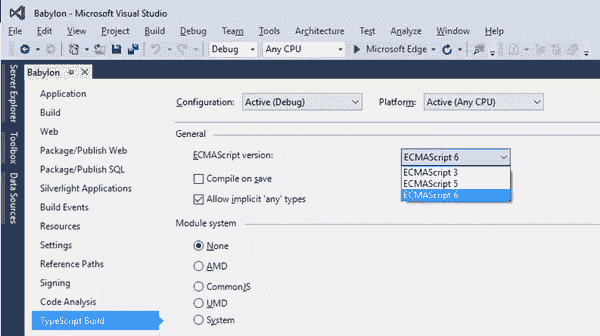 Babylon - Microsoft Visual Studio
File Edit View Project Build Debug Team Tools Architecture Test Analyze Window Help
Debug Any CPU Microsoft Edge
Server Explorer
Toolbox
Data Sources
Babylon
Application
Build
Web
Package/Publish Web
Package/Publish SQL
Silverlight Applications
Build Events
Resources
Settings
Reference Paths
Signing
Code Analysis
TypeScript Build
Configuration: Active (Debug) Platform: Active (Any CPU)
General
ECMAScript version: ECMAScript 6
ECMAScript 3
ECMAScript 5
ECMAScript 6
Compile on save
Allow implicit 'any' types
Module system
None
AMD
CommonJS
UMD
System